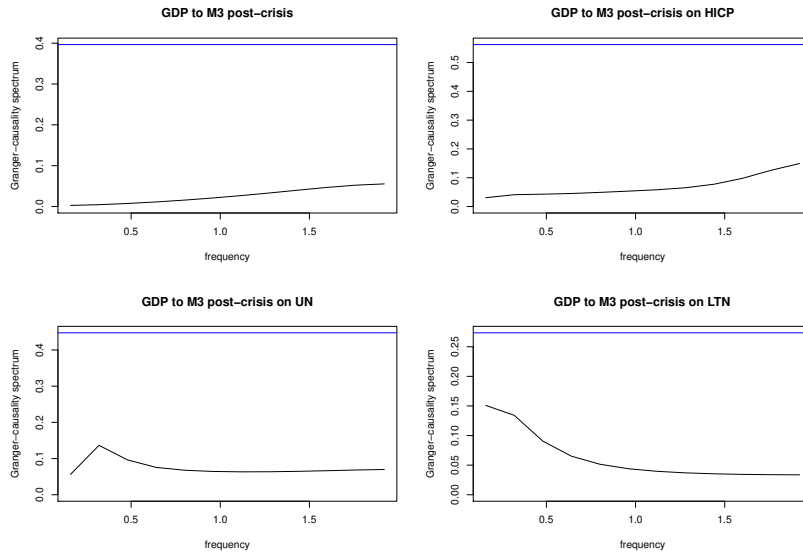 GDP to M3 post−crisis
Granger−causality spectrum
0.0
0.1
0.2
0.3
0.4
0.5 1.0 1.5
frequency
GDP to M3 post−crisis on HICP
Granger−causality spectrum
0.0
0.1
0.2
0.3
0.4
0.5
0.5 1.0 1.5
frequency
GDP to M3 post−crisis on UN
Granger−causality spectrum
0.0
0.1
0.2
0.3
0.4
0.5 1.0 1.5
frequency
GDP to M3 post−crisis on LTN
Granger−causality spectrum
0.00
0.05
0.10
0.15
0.20
0.25
0.5 1.0 1.5
frequency